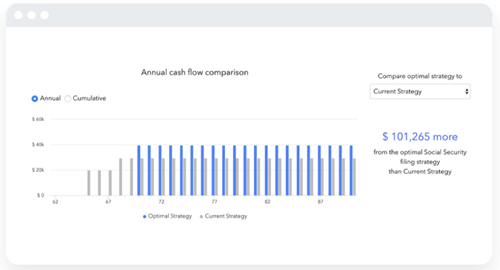 Annual cash flow comparison
Compare optimal strategy to
Annual Cumulative
Current Strategy
$ 60k
$ 40k
$ 20k
$ 0
62 67 72 77 82 87
Optimal Strategy Current Strategy
$ 101,265 more
from the optimal Social Security
filing strategy
than Current Strategy